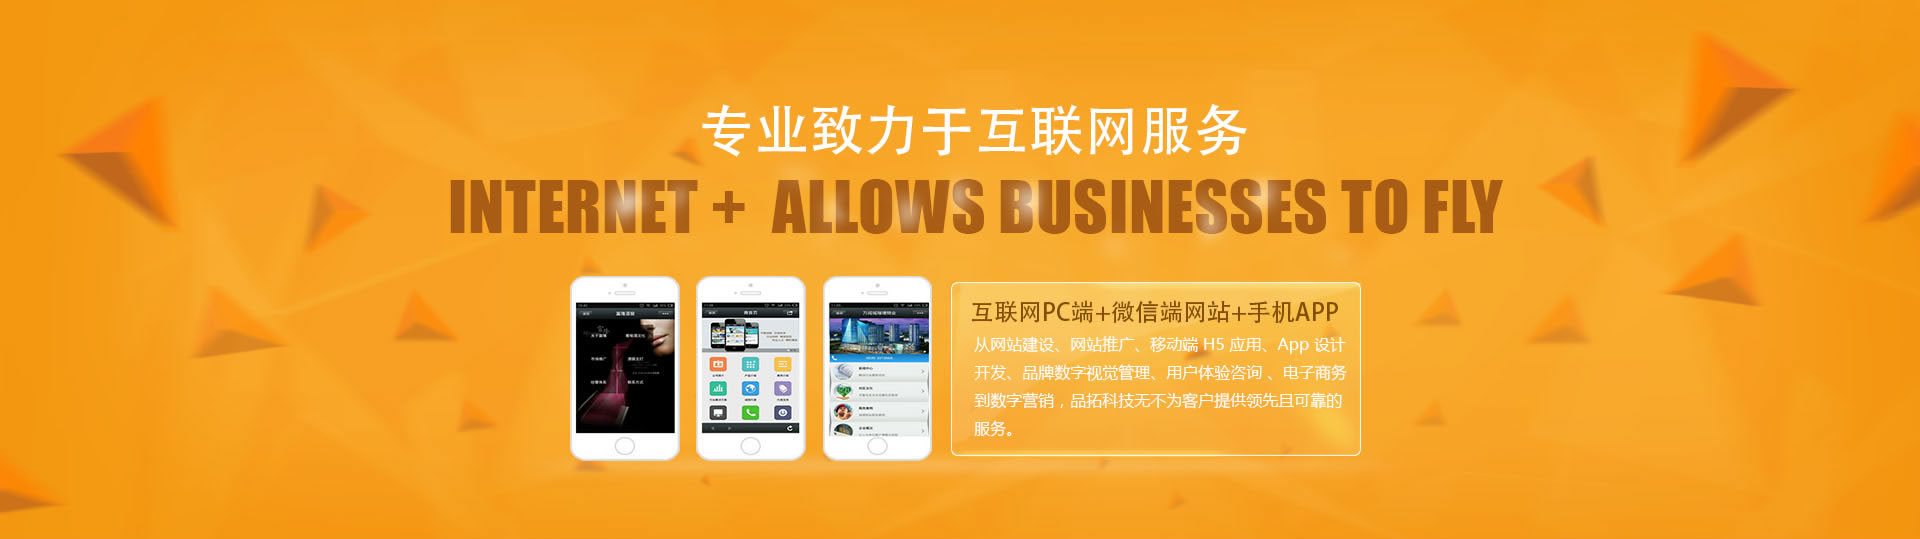 专业致力于互联网服务
INTERNET + ALLOWS BUSINESSES TO FLY
互联网PC端+微信端网站+手机APP
从网站建设、网站推广、移动端 H5 应用、App 设计
开发、品牌数字视觉管理、用户体验咨询 、电子商务
到数字营销，品拓科技无不为客户提供领先且可靠的
服务。